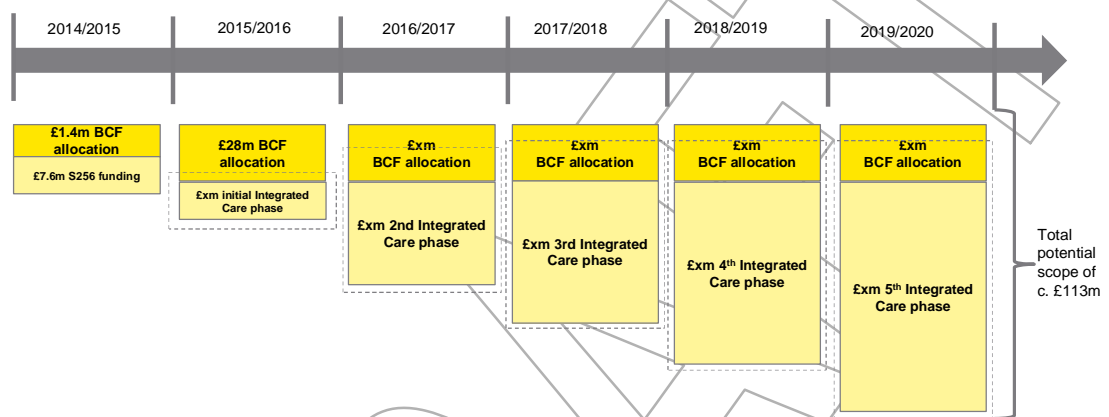 2014/2015
2015/2016
2016/2017
2017/2018
2018/2019
2019/2020
£1.4m BCF
allocation
£7.6m S256 funding
£28m BCF
allocation
£xm initial Integrated
Care phase
£xm
BCF allocation
£xm 2nd Integrated
Care phase
£xm
BCF allocation
£xm 3rd Integrated
Care phase
£xm
BCF allocation
£xm 4th Integrated
Care phase
£xm
BCF allocation
£xm 5th Integrated
Care phase
Total
potential
scope of
c. £113m